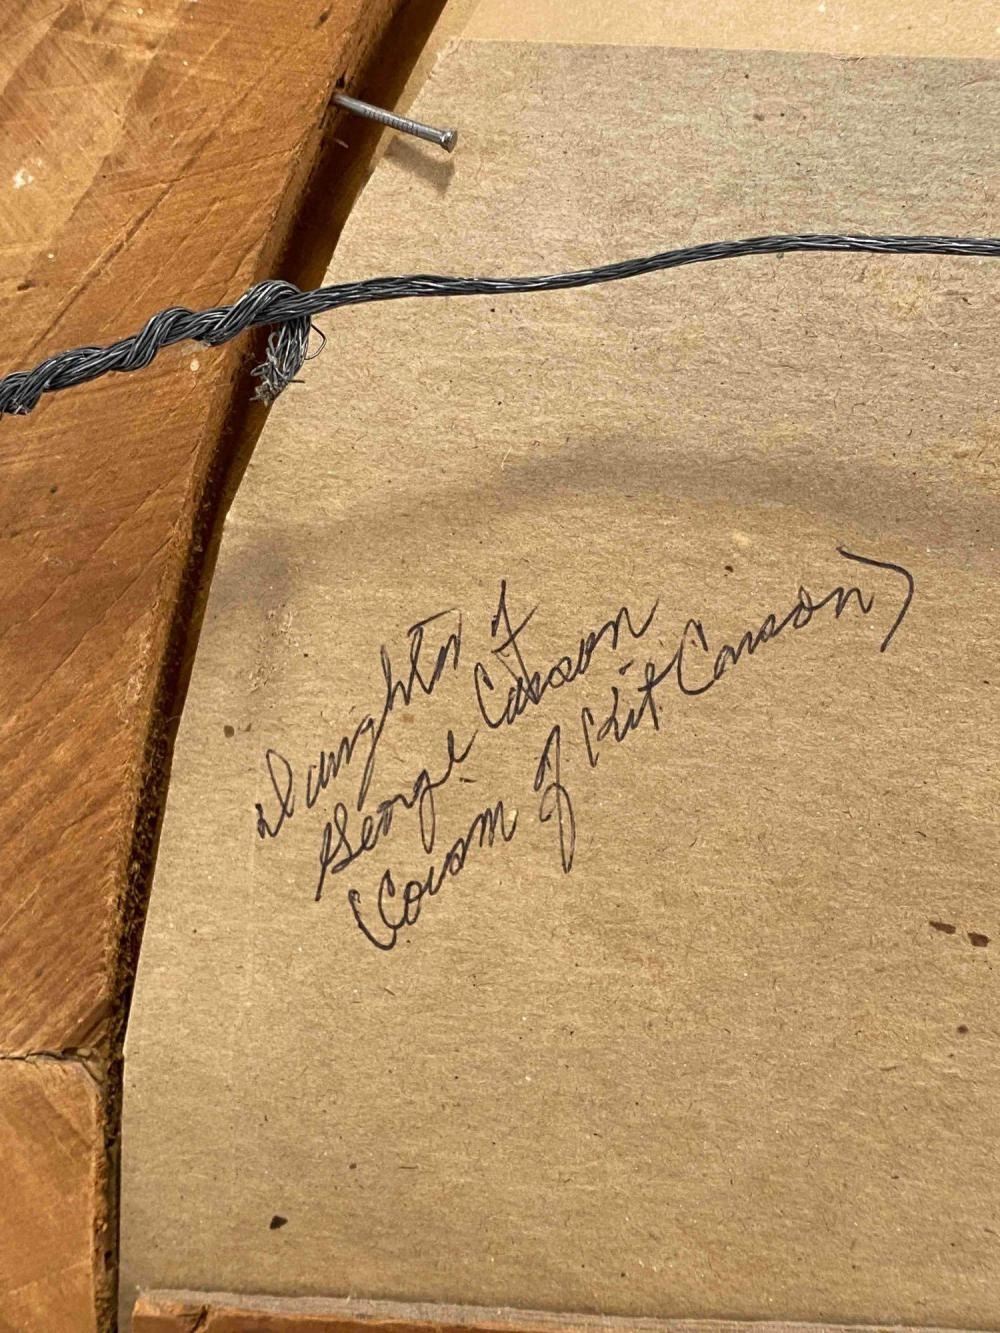 Daughter of
George Carson
(Cousin of Kit Carson)